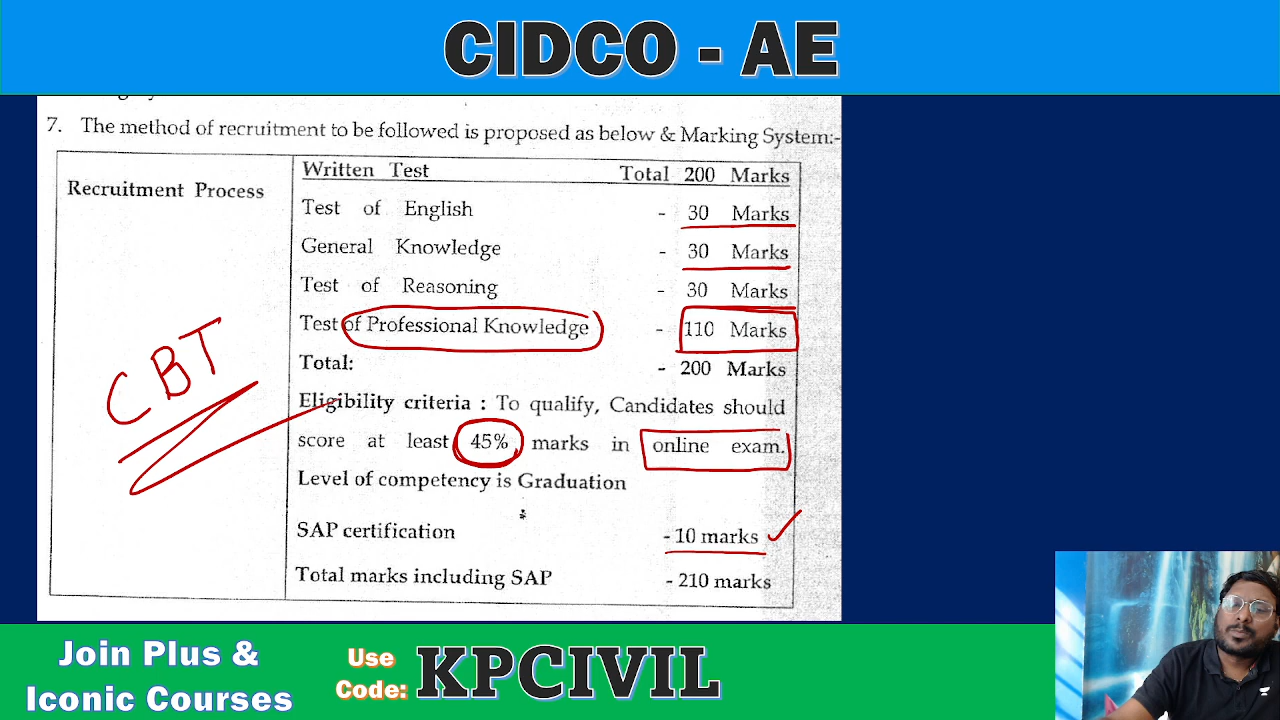 CIDCO - AE
7. The method of recruitment to be followed is proposed as below & Marking System:-
Recruitment Process
Written Test Total 200 Marks
Test of English - 30 Marks
General Knowledge - 30 Marks
Test of Reasoning - 30 Marks
Test of Professional Knowledge - 110 Marks
Total: - 200 Marks
CBT
Eligibility criteria : To qualify, Candidates should
score at least 45% marks in online exam.
Level of competency is Graduation
SAP certification - 10 marks
Total marks including SAP - 210 marks
Join Plus &
Iconic Courses
Use
Code:
KPCIVIL